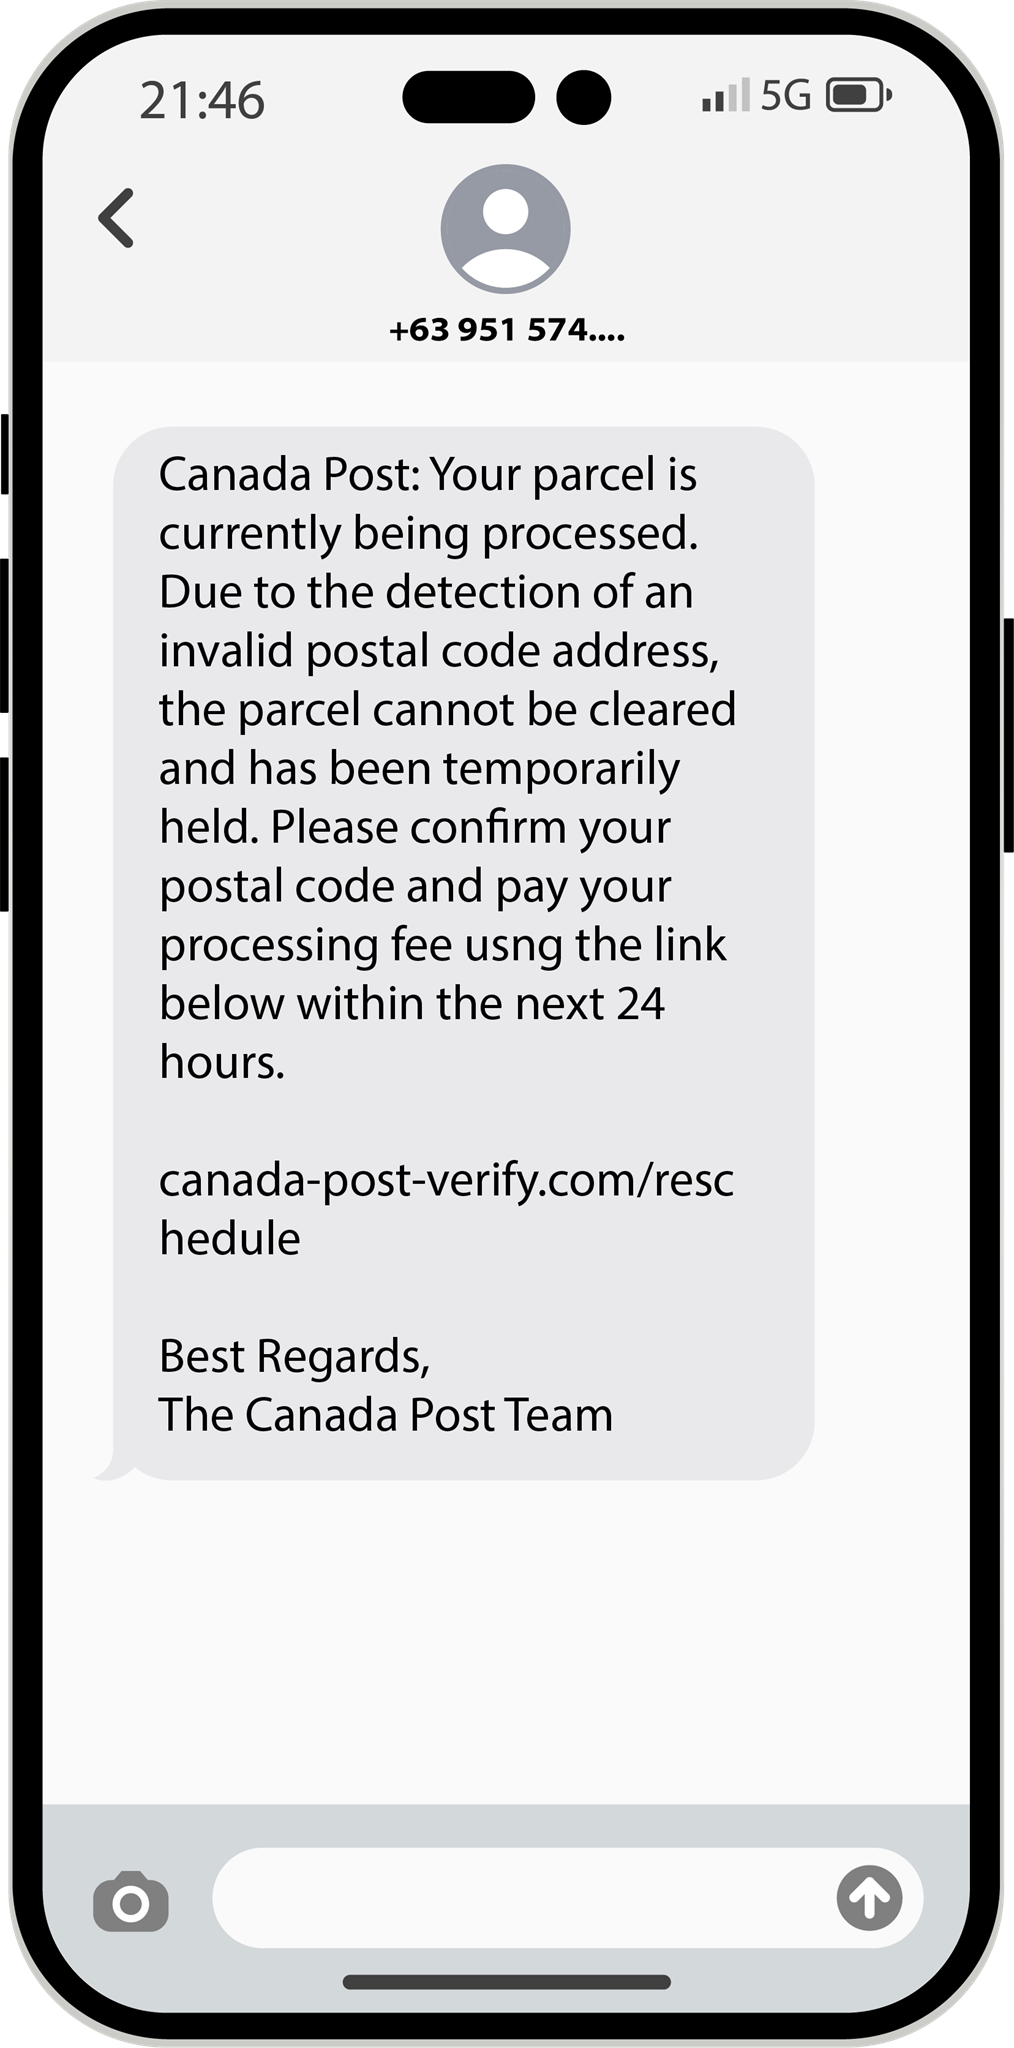 21:46
5G
+63 951 574....
Canada Post: Your parcel is
currently being processed.
Due to the detection of an
invalid postal code address,
the parcel cannot be cleared
and has been temporarily
held. Please confirm your
postal code and pay your
processing fee usng the link
below within the next 24
hours.
canada-post-verify.com/resc
hedule
Best Regards,
The Canada Post Team